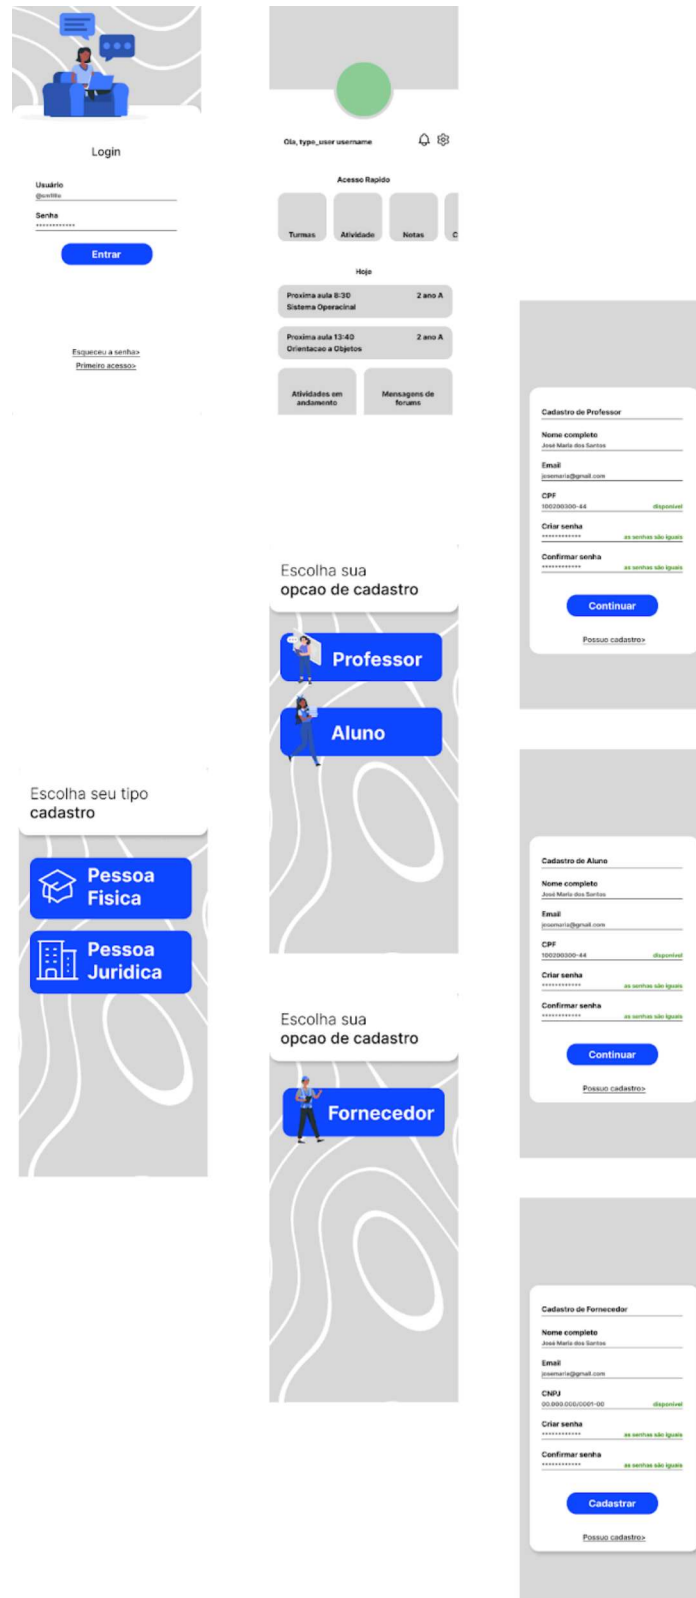 Login
Usuário
Senha
************
Entrar
Esqueceu a senha>
Primeiro acesso>
Ola, type_user username
Acesso Rapido
Turmas
Atividade
Notas
C
Hoje
Proxima aula 8:30
2 ano A
Sistema Operacinal
Proxima aula 13:40
2 ano A
Orientacao a Objetos
Atividades em
andamento
Mensagens de
forums
Escolha seu tipo
cadastro
Pessoa
Fisica
Pessoa
Juridica
Escolha sua
opcao de cadastro
Professor
Aluno
Escolha sua
opcao de cadastro
Fornecedor
Cadastro de Professor
Nome completo
José Maria dos Santos
Email
josemaria@gmail.com
CPF
100200300-44
disponivel
Criar senha
************
as senhas são iguais
Confirmar senha
************
as senhas são iguais
Continuar
Possuo cadastro>
Cadastro de Aluno
Nome completo
José Maria dos Santos
Email
josemaria@gmail.com
CPF
100200300-44
disponivel
Criar senha
************
as senhas são iguais
Confirmar senha
************
as senhas são iguais
Continuar
Possuo cadastro>
Cadastro de Fornecedor
Nome completo
José Maria dos Santos
Email
josemaria@gmail.com
CNPJ
00.000.000/0001-00
disponivel
Criar senha
************
as senhas são iguais
Confirmar senha
************
as senhas são iguais
Cadastrar
Possuo cadastro>